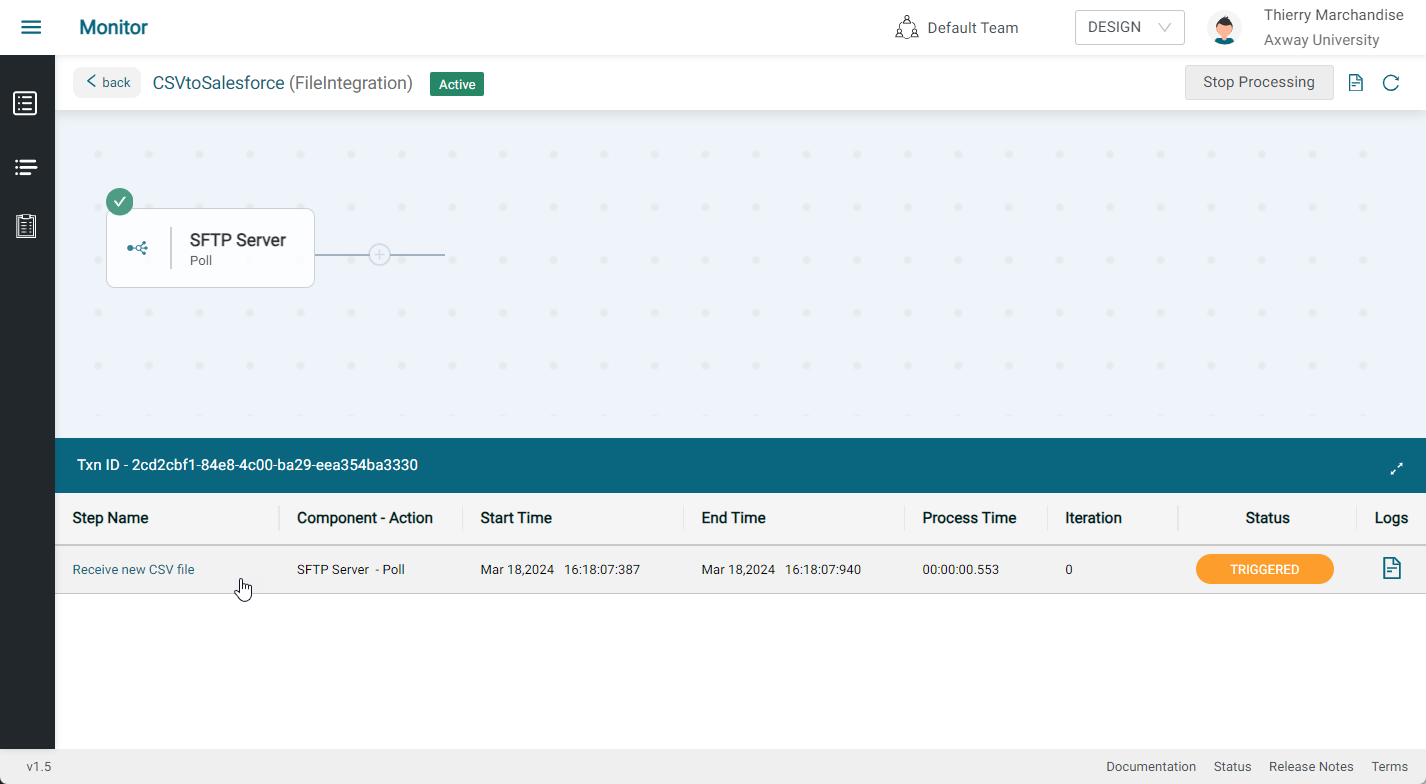 Monitor
Default Team
DESIGN
Thierry Marchandise
Axway University
back
CSVtoSalesforce (FileIntegration)
Active
Stop Processing
SFTP Server
Poll
Txn ID - 2cd2cbf1-84e8-4c00-ba29-eea354ba3330
Step Name Component - Action Start Time End Time Process Time Iteration Status Logs
Receive new CSV file SFTP Server - Poll Mar 18,2024 16:18:07:387 Mar 18,2024 16:18:07:940 00:00:00.553 0 TRIGGERED
v1.5 Documentation Status Release Notes Terms